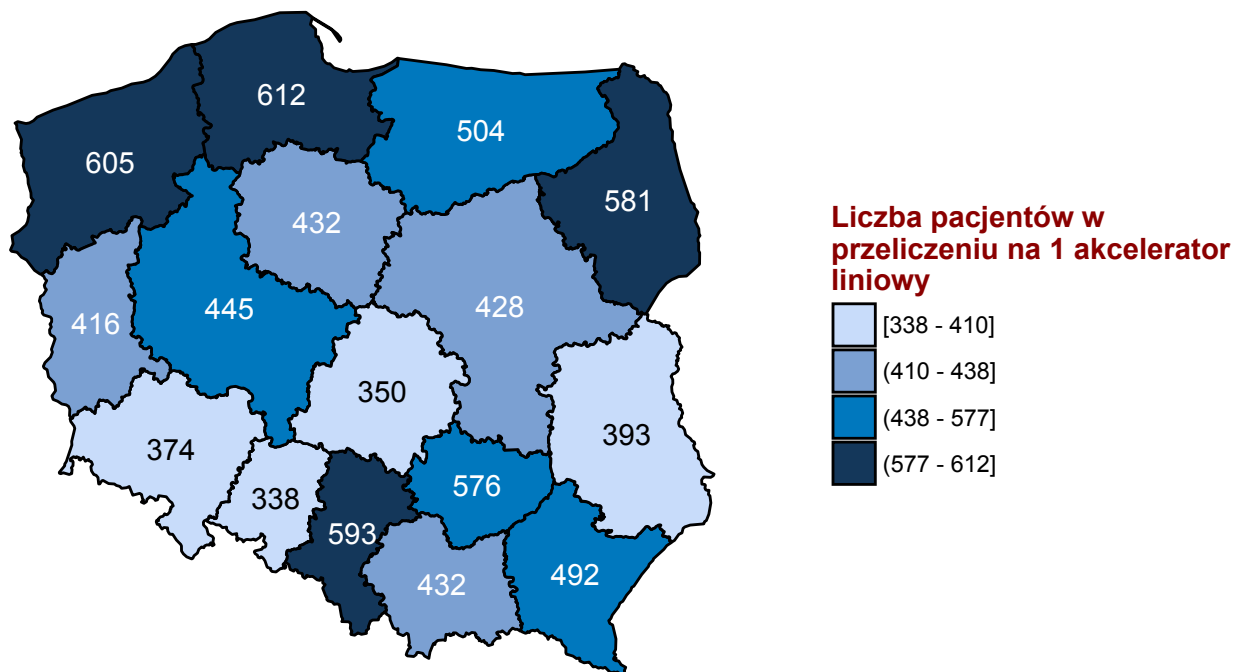 612
504
605
581
432
428
445
416
350
393
374
576
338
593
492
432
Liczba pacjentów w
przeliczeniu na 1 akcelerator
liniowy
[338 - 410]
(410 - 438]
(438 - 577]
(577 - 612]